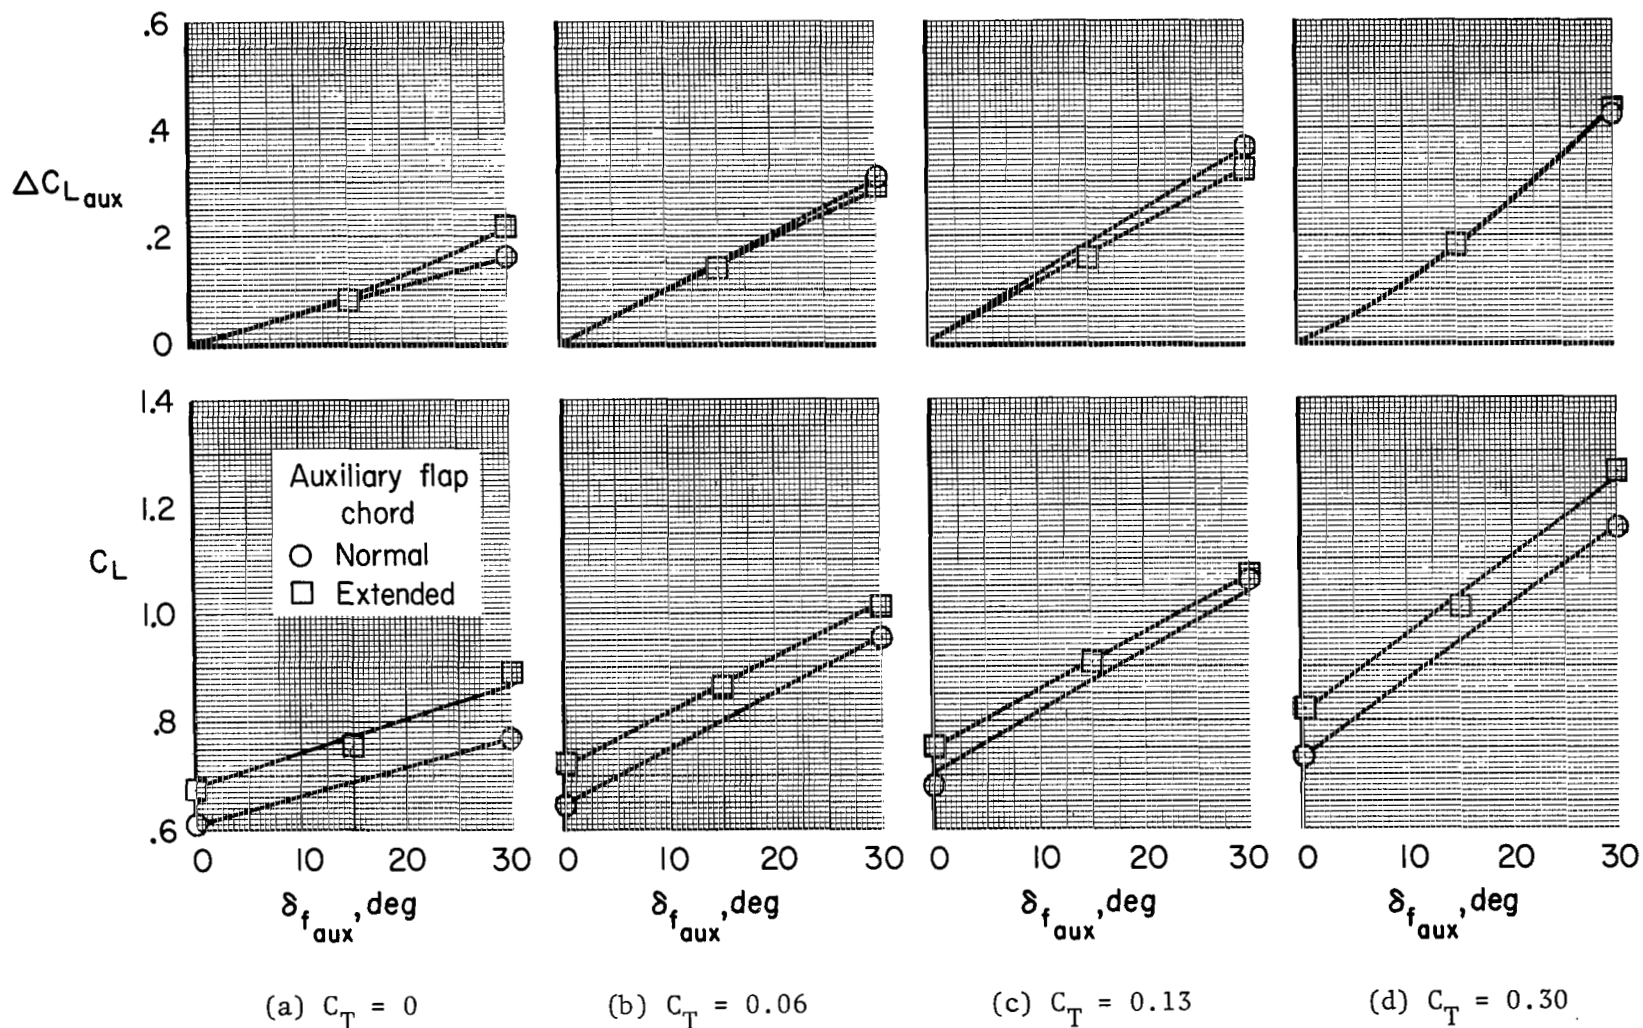 .6
.4
ΔC_L_aux
.2
0
1.4
1.2
C_L
1.0
.8
.6
Auxiliary flap
chord
○ Normal
□ Extended
0 10 20 30 0 10 20 30 0 10 20 30 0 10 20 30
δ_f_aux, deg δ_f_aux, deg δ_f_aux, deg δ_f_aux, deg
(a) C_T = 0 (b) C_T = 0.06 (c) C_T = 0.13 (d) C_T = 0.30